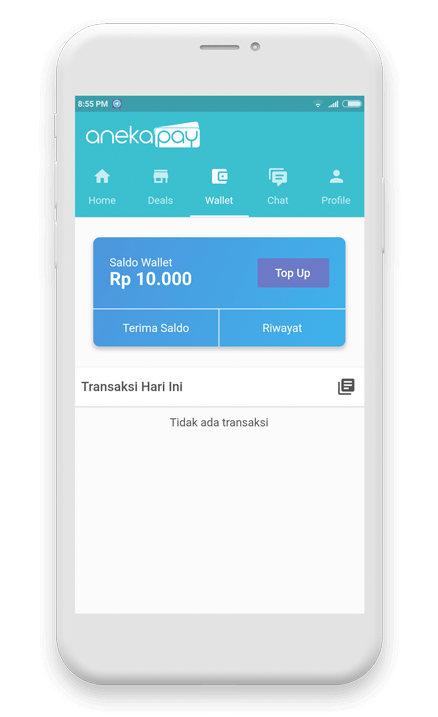 8:55 PM
anekapay
Home Deals Wallet Chat Profile
Saldo Wallet
Rp 10.000
Top Up
Terima Saldo Riwayat
Transaksi Hari Ini
Tidak ada transaksi